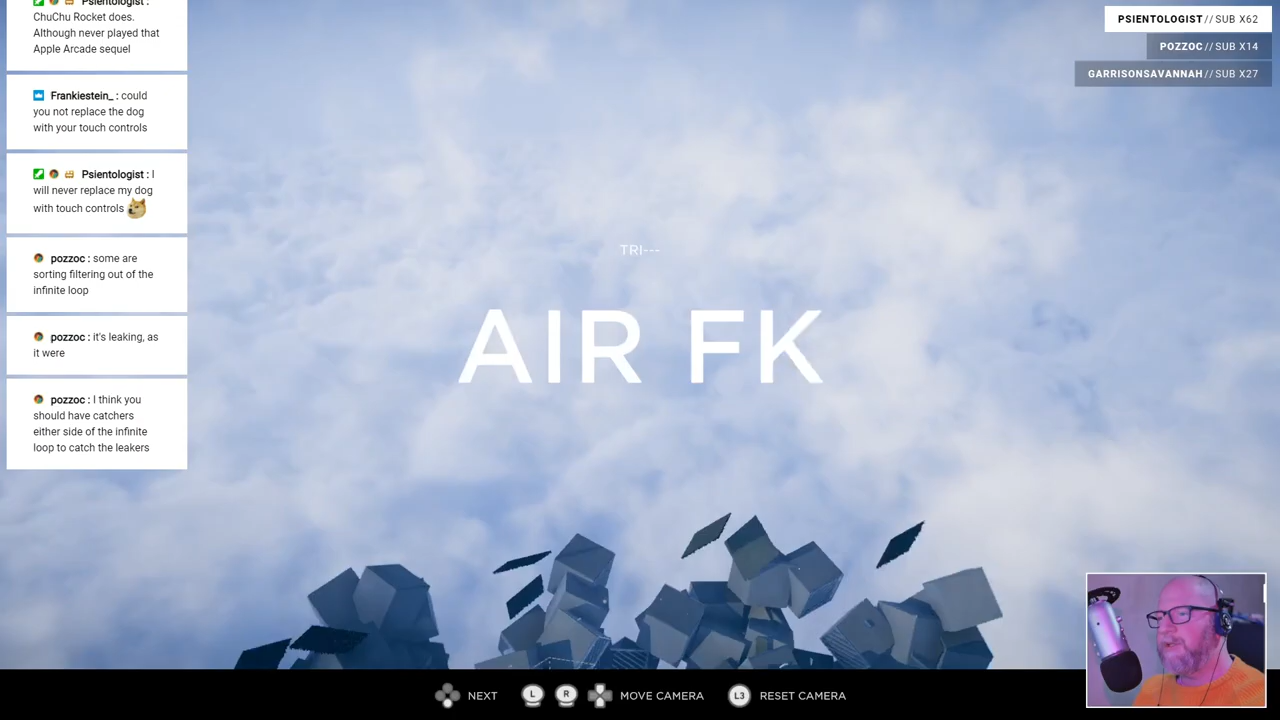 Psientologist :
ChuChu Rocket does.
Although never played that
Apple Arcade sequel
Frankiestein_ : could
you not replace the dog
with your touch controls
Psientologist : I
will never replace my dog
with touch controls
pozzoc : some are
sorting filtering out of the
infinite loop
pozzoc : it's leaking, as
it were
pozzoc : I think you
should have catchers
either side of the infinite
loop to catch the leakers
PSIENTOLOGIST // SUB X62
POZZOC // SUB X14
GARRISONSAVANNAH // SUB X27
TRI---
AIR FK
NEXT L R MOVE CAMERA L3 RESET CAMERA